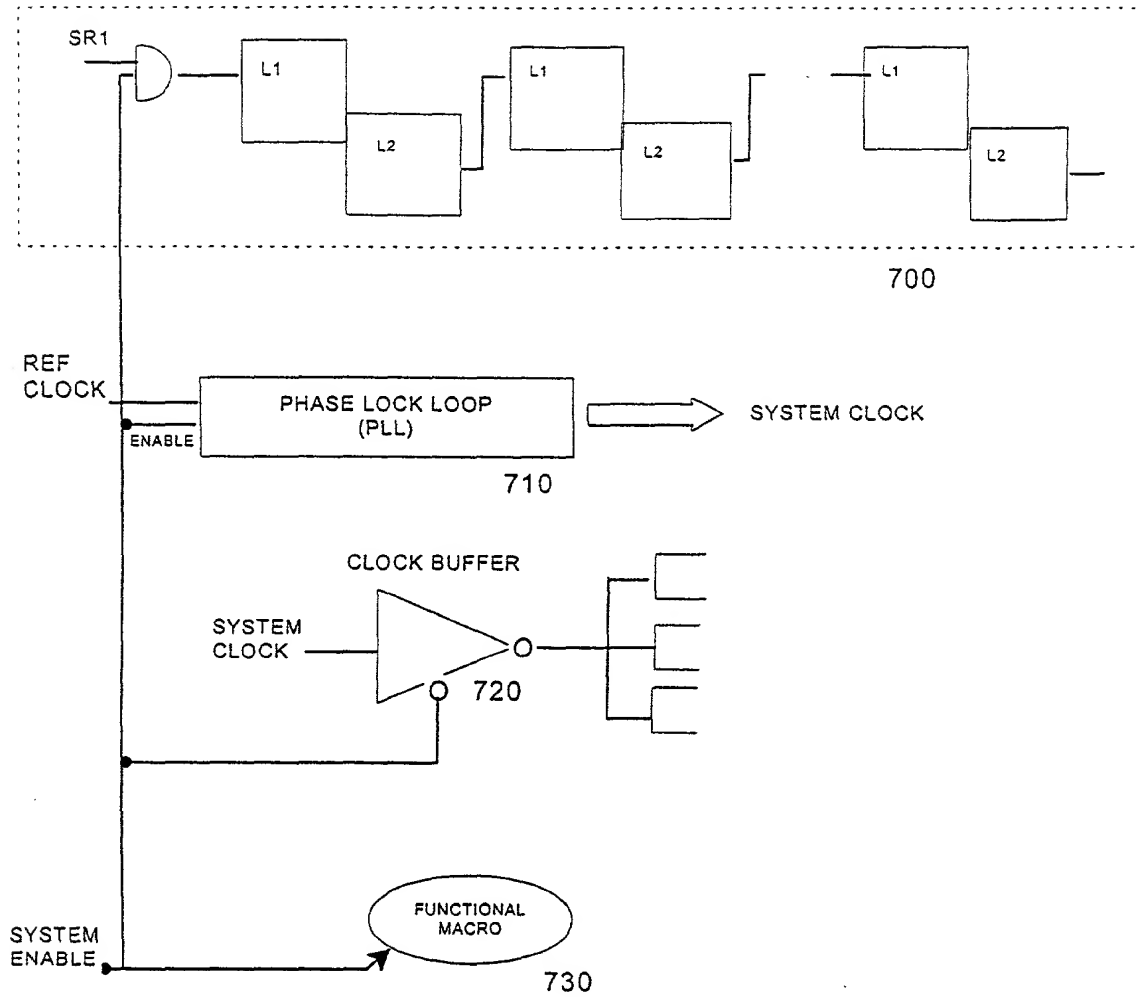 SR1
L1
L2
L1
L2
L1
L2
700
REF
CLOCK
ENABLE
PHASE LOCK LOOP
(PLL)
710
SYSTEM CLOCK
CLOCK BUFFER
SYSTEM
CLOCK
720
FUNCTIONAL
MACRO
SYSTEM
ENABLE
730